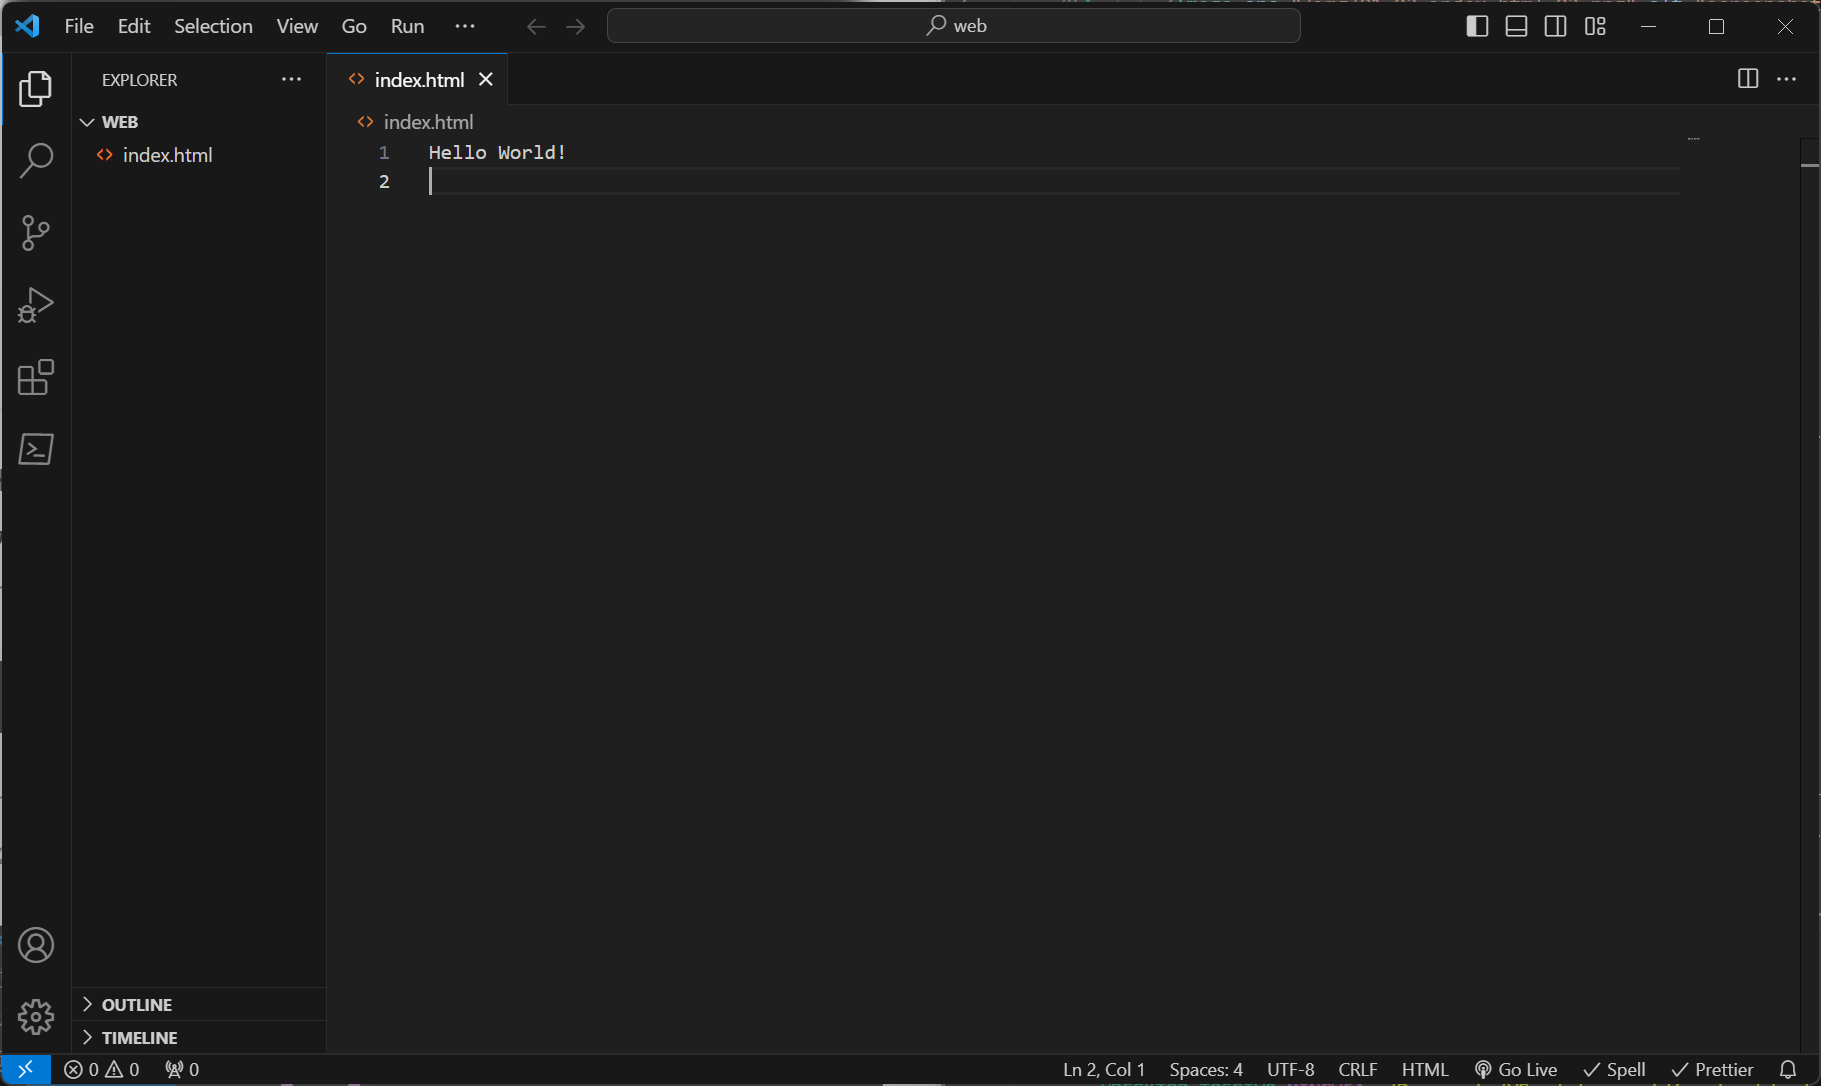 File Edit Selection View Go Run ··· web
EXPLORER ···
index.html
WEB
index.html
index.html
1 Hello World!
2
OUTLINE
TIMELINE
0 0 0 Ln 2, Col 1 Spaces: 4 UTF-8 CRLF HTML Go Live Spell Prettier